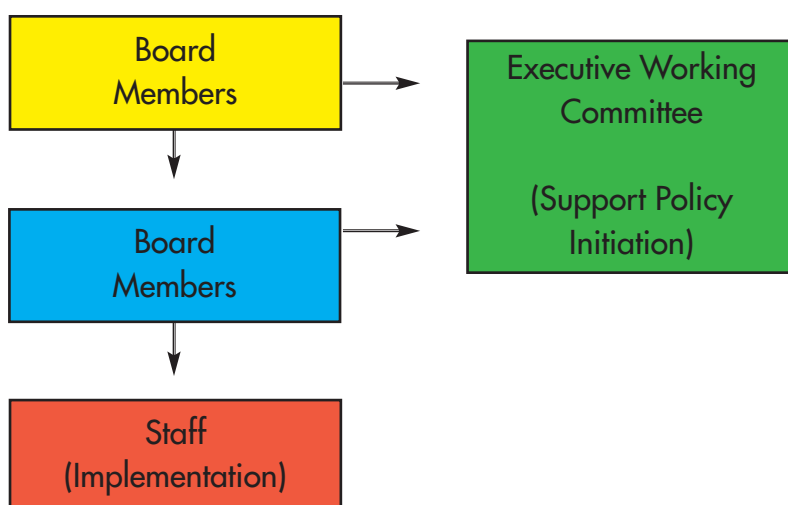 Board
Members
Executive Working
Committee
(Support Policy
Initiation)
Board
Members
Staff
(Implementation)